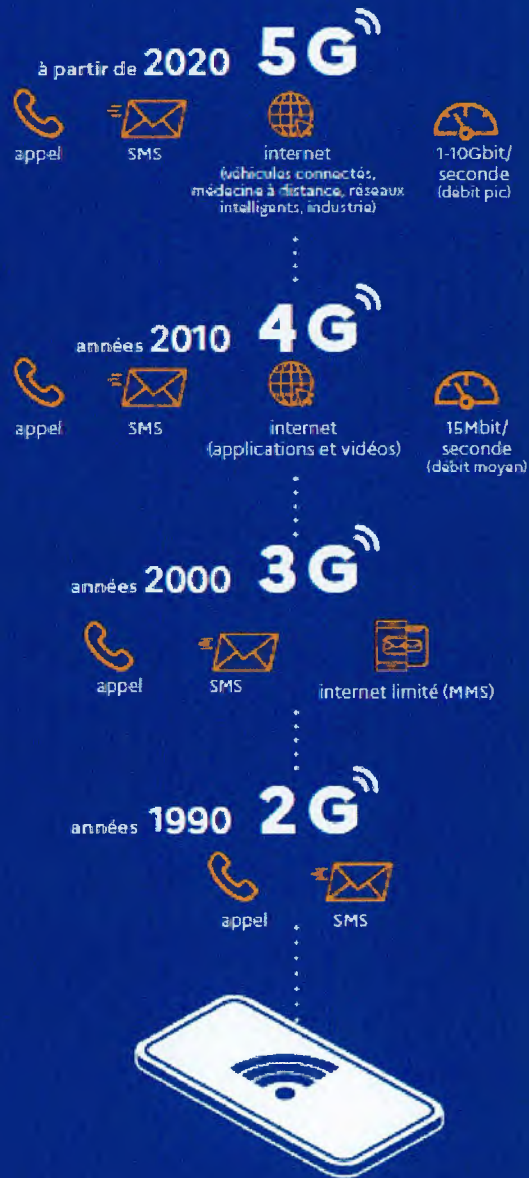 à partir de 2020 5G
appel
SMS
internet
(véhicules connectés,
médecine à distance, réseaux
intelligents, industrie)
1-10Gbit/
seconde
(débit pic)
années 2010 4G
appel
SMS
internet
(applications et vidéos)
15Mbit/
seconde
(débit moyen)
années 2000 3G
appel
SMS
internet limité (MMS)
années 1990 2G
appel
SMS